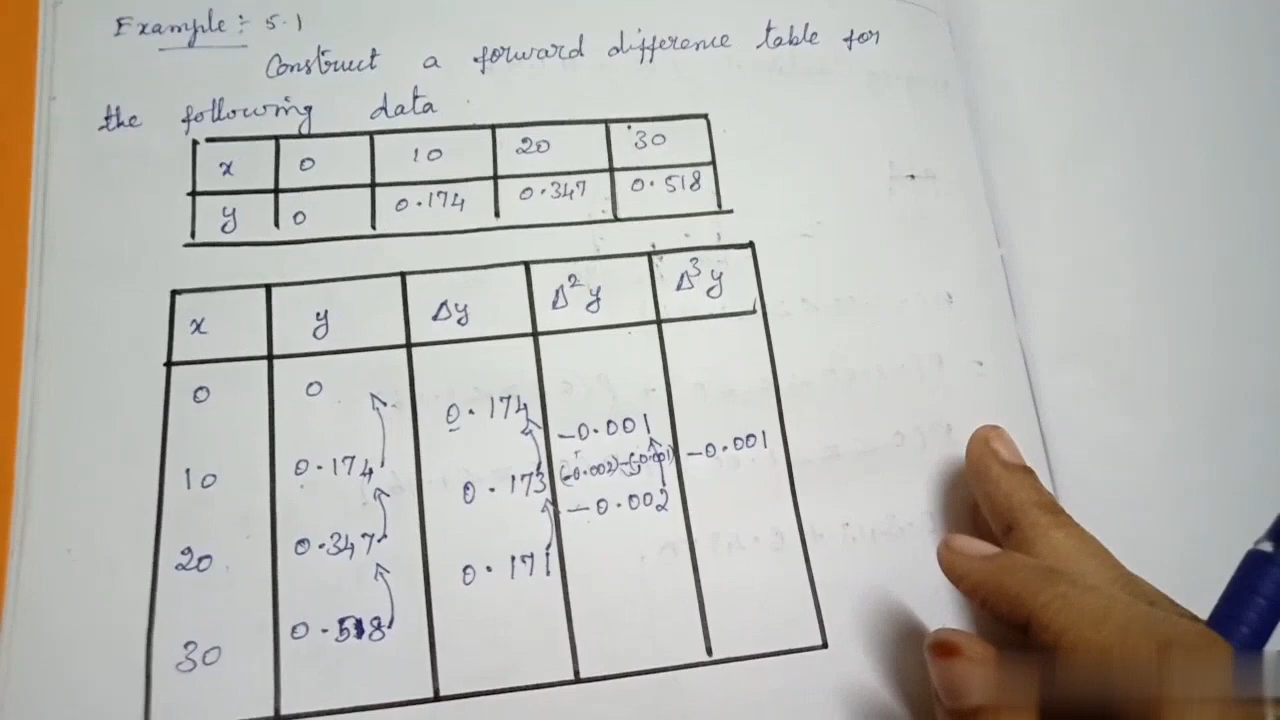 Example :- 5.1
Construct a forward difference table for
the following data
x 0 10 20 30
y 0 0.174 0.347 0.518
x y Δy Δ²y Δ³y
0 0
0.174
-0.001
10 0.174 -0.001
0.173 (-0.002)-(-0.001)
-0.002
20 0.347
0.171
30 0.518